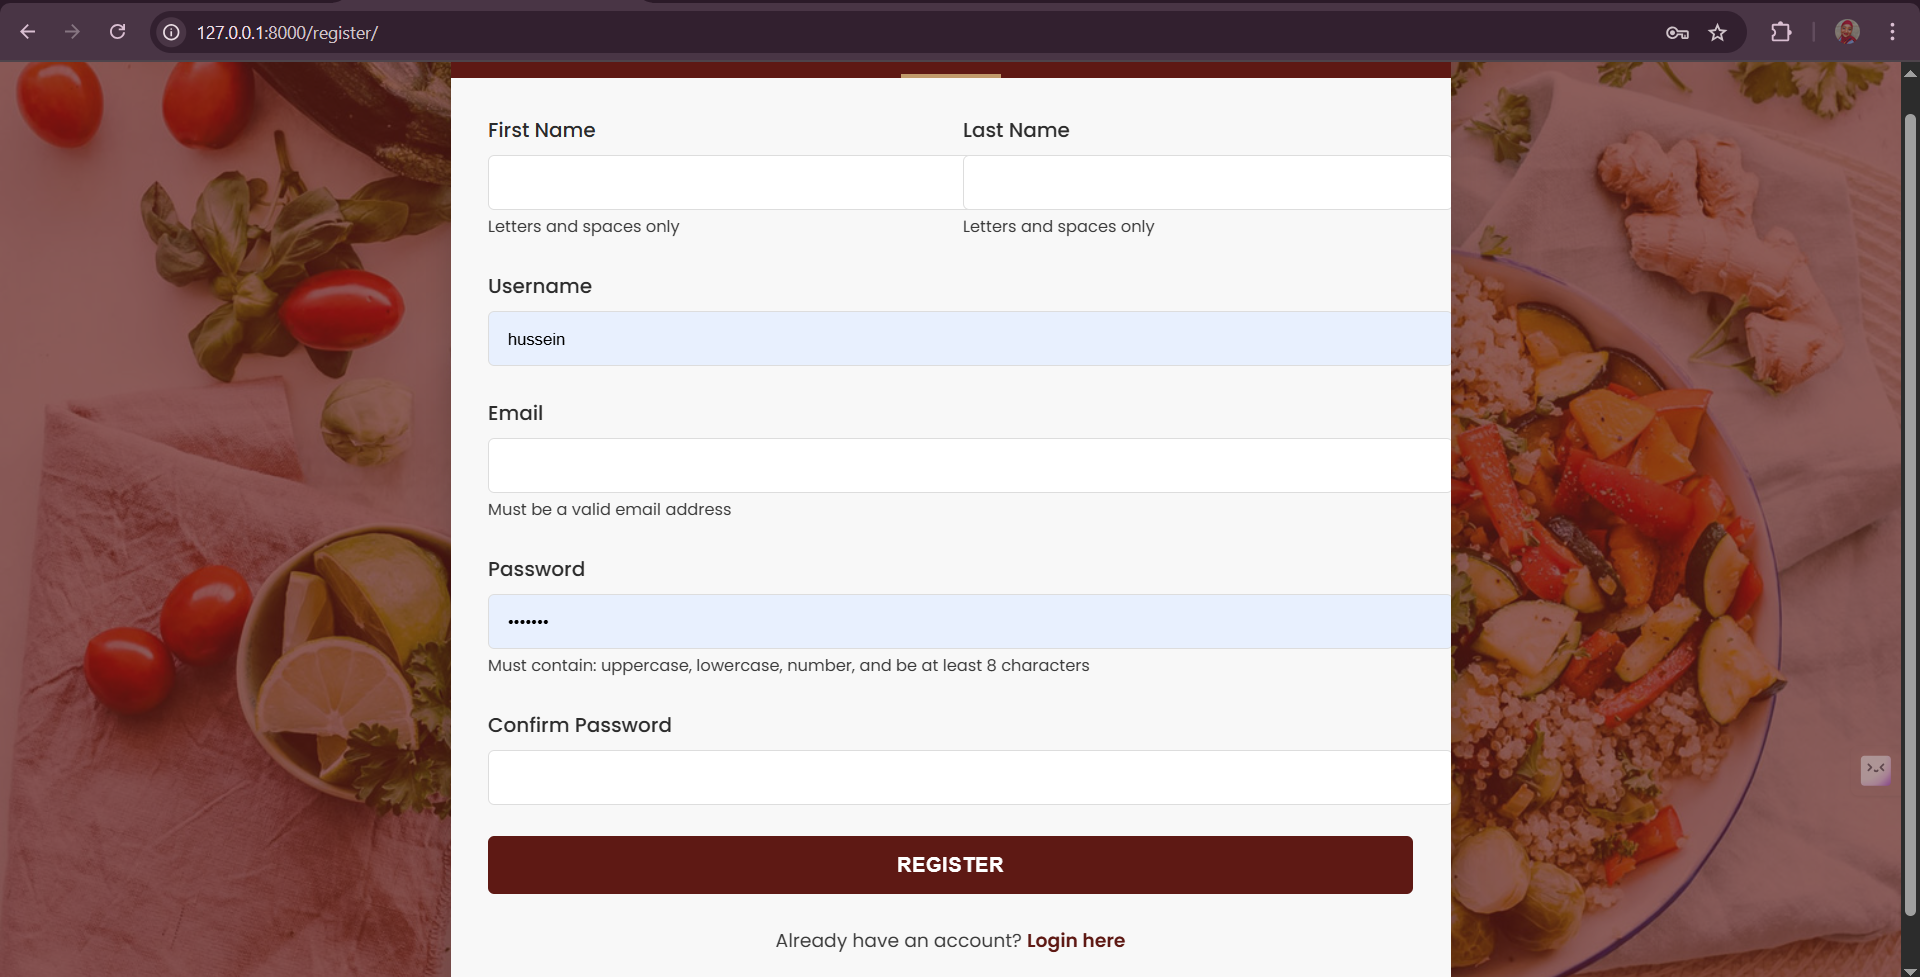 127.0.0.1:8000/register/
First Name
Last Name
Letters and spaces only
Letters and spaces only
Username
hussein
Email
Must be a valid email address
Password
•••••••
Must contain: uppercase, lowercase, number, and be at least 8 characters
Confirm Password
REGISTER
Already have an account? Login here